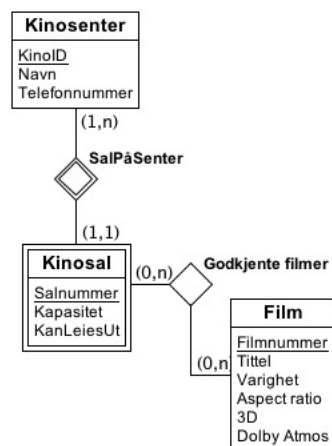 Kinosenter
KinoID
Navn
Telefonnummer
(1,n)
SalPåSenter
(1,1)
Kinosal
Salnummer
Kapasitet
KanLeiesUt
(0,n)
Godkjente filmer
(0,n)
Film
Filmnummer
Tittel
Varighet
Aspect ratio
3D
Dolby Atmos